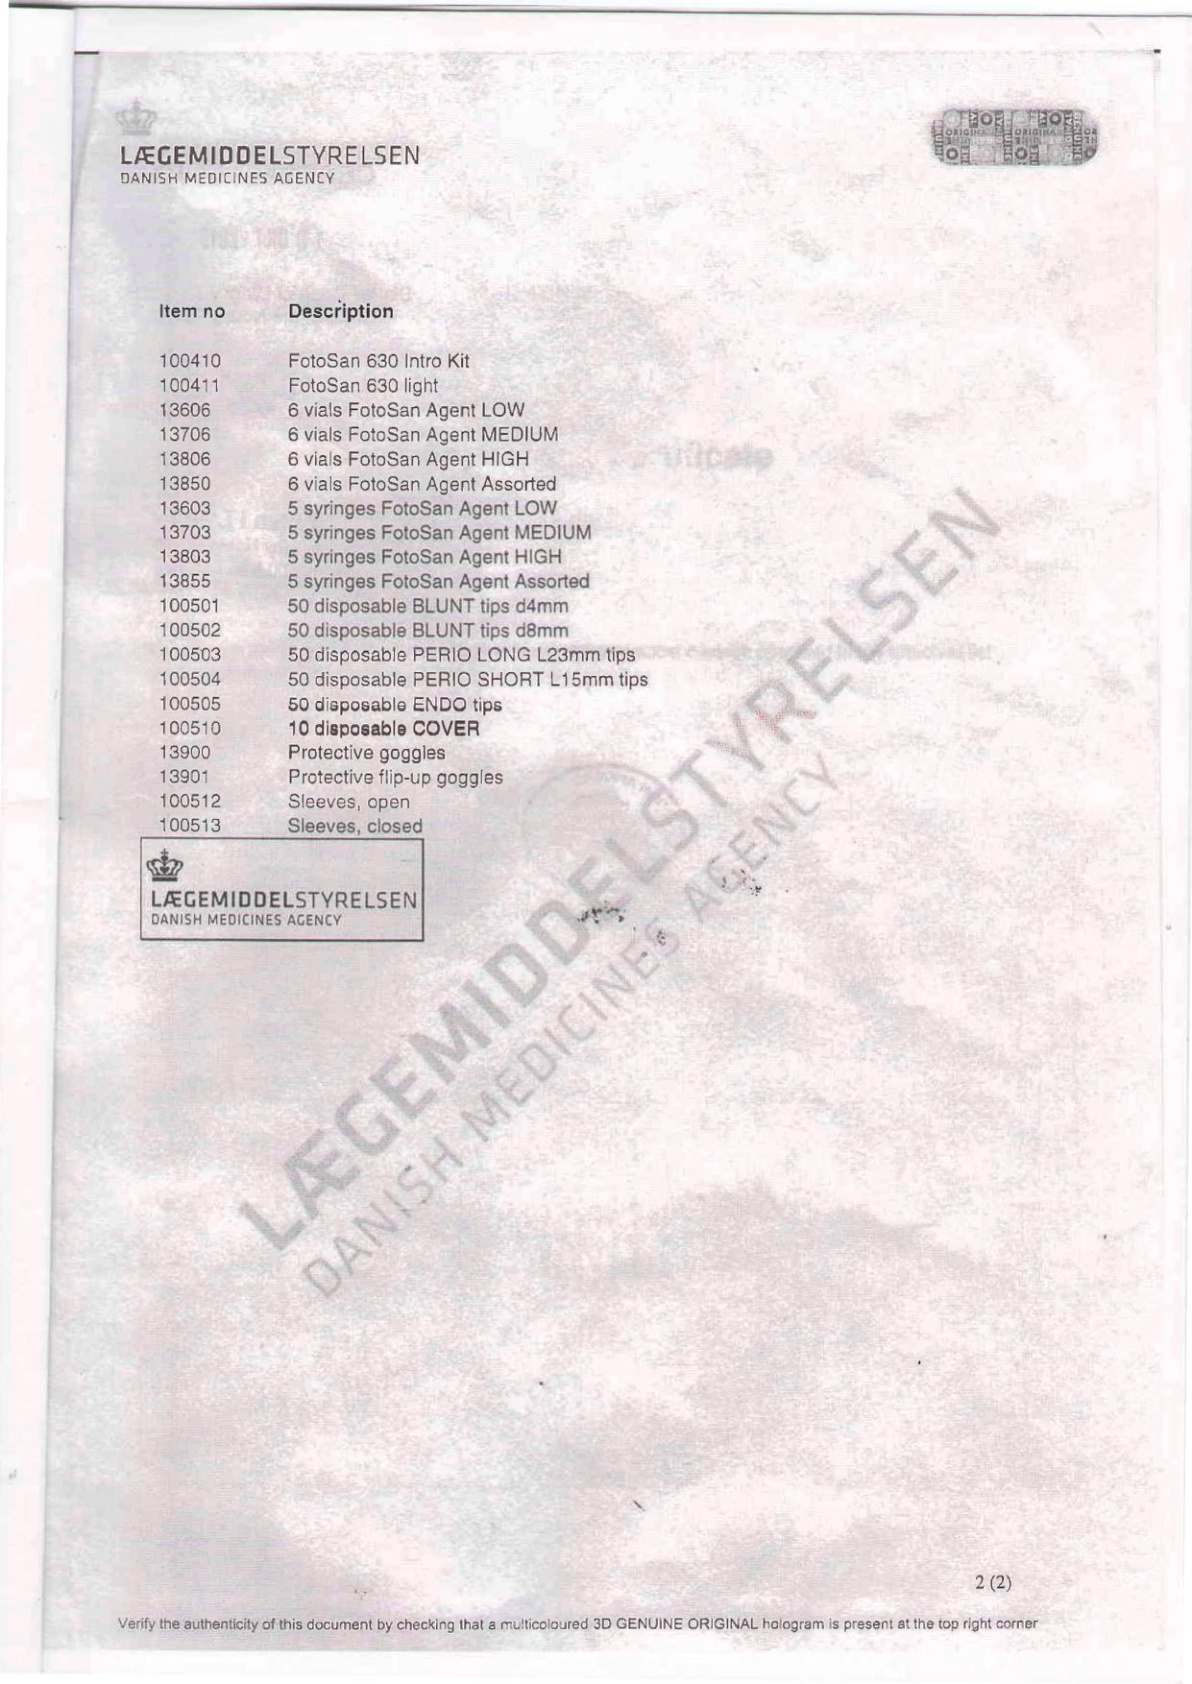 LÆGEMIDDELSTYRELSEN
DANISH MEDICINES AGENCY
Item no Description
100410 FotoSan 630 Intro Kit
100411 FotoSan 630 light
13606 6 vials FotoSan Agent LOW
13706 6 vials FotoSan Agent MEDIUM
13806 6 vials FotoSan Agent HIGH
13850 6 vials FotoSan Agent Assorted
13603 5 syringes FotoSan Agent LOW
13703 5 syringes FotoSan Agent MEDIUM
13803 5 syringes FotoSan Agent HIGH
13855 5 syringes FotoSan Agent Assorted
100501 50 disposable BLUNT tips d4mm
100502 50 disposable BLUNT tips d8mm
100503 50 disposable PERIO LONG L23mm tips
100504 50 disposable PERIO SHORT L15mm tips
100505 50 disposable ENDO tips
100510 10 disposable COVER
13900 Protective goggles
13901 Protective flip-up goggles
100512 Sleeves, open
100513 Sleeves, closed
LÆGEMIDDELSTYRELSEN
DANISH MEDICINES AGENCY
LÆGEMIDDELSTYRELSEN
DANISH MEDICINES AGENCY
2 (2)
Verify the authenticity of this document by checking that a multicoloured 3D GENUINE ORIGINAL hologram is present at the top right corner